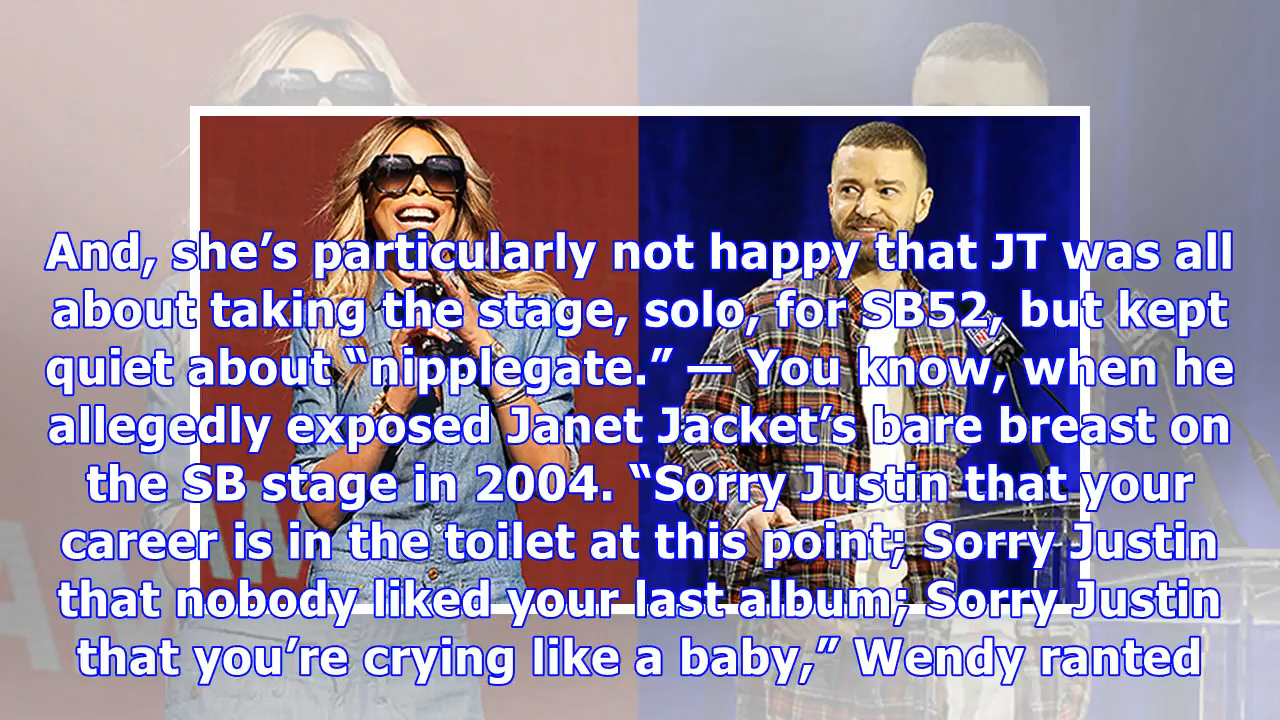 And, she’s particularly not happy that JT was all
about taking the stage, solo, for SB52, but kept
quiet about “nipplegate.” — You know, when he
allegedly exposed Janet Jacket’s bare breast on
the SB stage in 2004. “Sorry Justin that your
career is in the toilet at this point; Sorry Justin
that nobody liked your last album; Sorry Justin
that you’re crying like a baby,” Wendy ranted